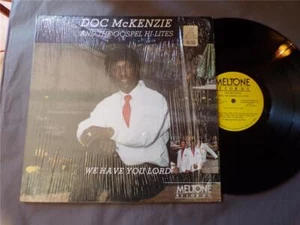 DOC McKENZIE
AND THE GOSPEL HI-LITES
WE HAVE YOU LORD
MELTONE
RECORDS
MELTONE
RECORDS